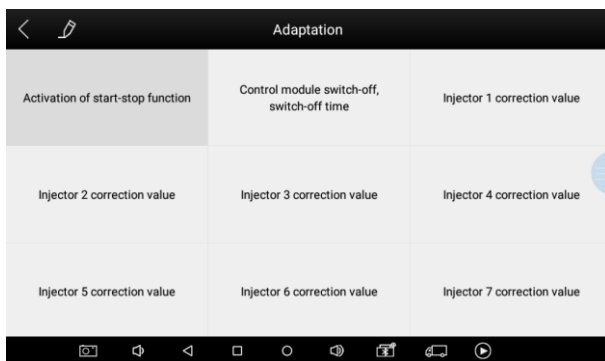 Adaptation
Activation of start-stop function
Control module switch-off,
switch-off time
Injector 1 correction value
Injector 2 correction value
Injector 3 correction value
Injector 4 correction value
Injector 5 correction value
Injector 6 correction value
Injector 7 correction value